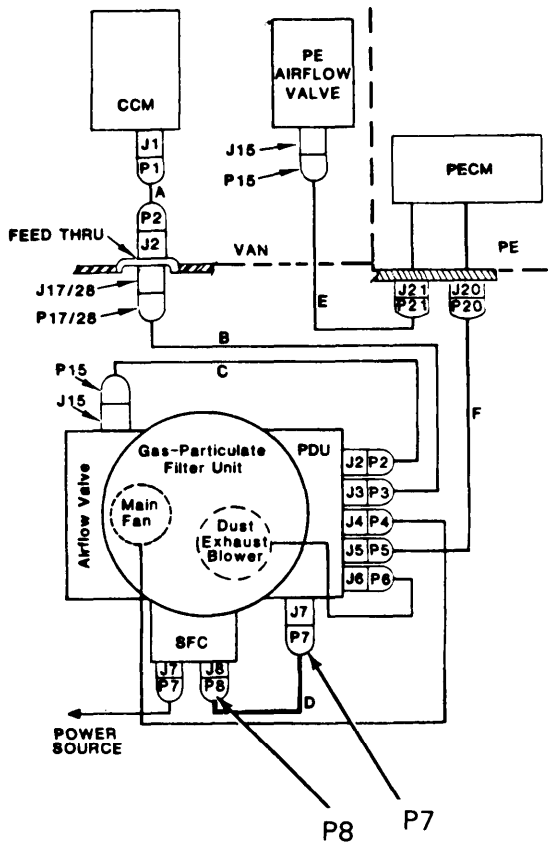 CCM
PE
AIRFLOW
VALVE
J1
P1
J15
P15
PECM
A
P2
J2
FEED THRU
VAN
PE
J17/28
P17/28
J21
P21
J20
P20
E
B
P15
C
J15
F
Gas-Particulate
Filter Unit
PDU
J2 P2
Airflow Valve
Main
Fan
J3 P3
Dust
Exhaust
Blower
J4 P4
J5 P5
J6 P6
SFC
J7
P7
J7
P7
J8
P8
D
POWER
SOURCE
P8
P7